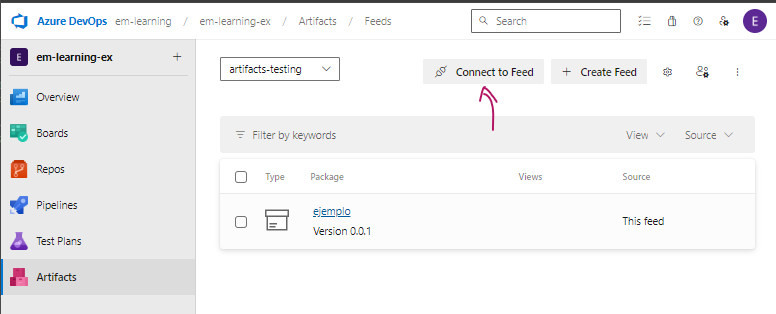 Azure DevOps em-learning / em-learning-ex / Artifacts / Feeds Search E
E em-learning-ex +
artifacts-testing Connect to Feed + Create Feed
Overview
Boards
Repos
Pipelines
Test Plans
Artifacts
Filter by keywords View Source
Type Package Views Source
ejemplo
Version 0.0.1
This feed